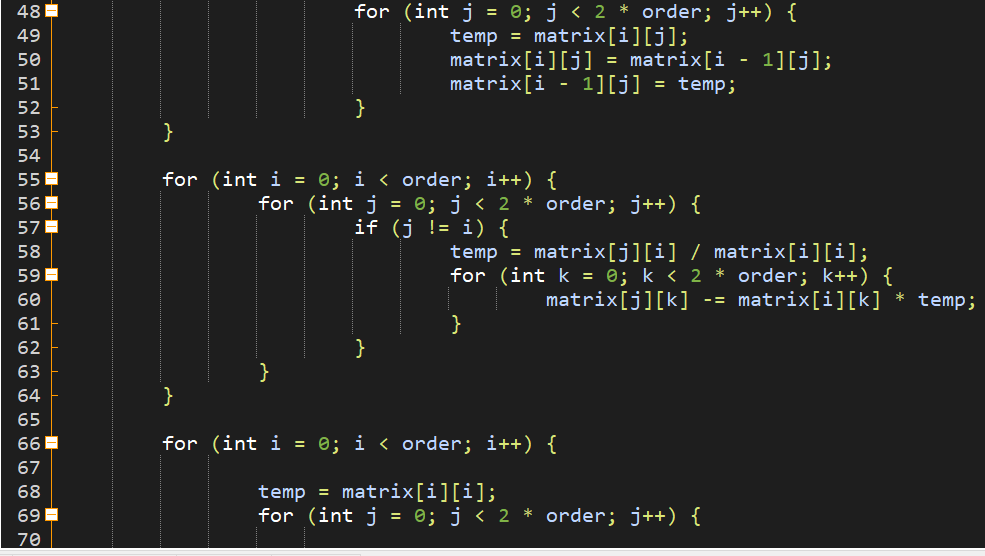 48 for (int j = 0; j < 2 * order; j++) {
49 temp = matrix[i][j];
50 matrix[i][j] = matrix[i - 1][j];
51 matrix[i - 1][j] = temp;
52 }
53 }
54
55 for (int i = 0; i < order; i++) {
56 for (int j = 0; j < 2 * order; j++) {
57 if (j != i) {
58 temp = matrix[j][i] / matrix[i][i];
59 for (int k = 0; k < 2 * order; k++) {
60 matrix[j][k] -= matrix[i][k] * temp;
61 }
62 }
63 }
64 }
65
66 for (int i = 0; i < order; i++) {
67
68 temp = matrix[i][i];
69 for (int j = 0; j < 2 * order; j++) {
70